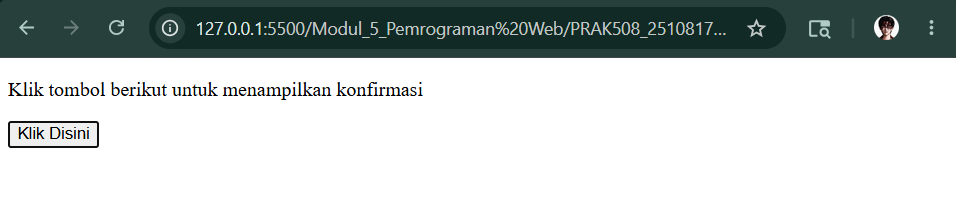 127.0.0.1:5500/Modul_5_Pemrograman%20Web/PRAK508_2510817...
Klik tombol berikut untuk menampilkan konfirmasi
Klik Disini